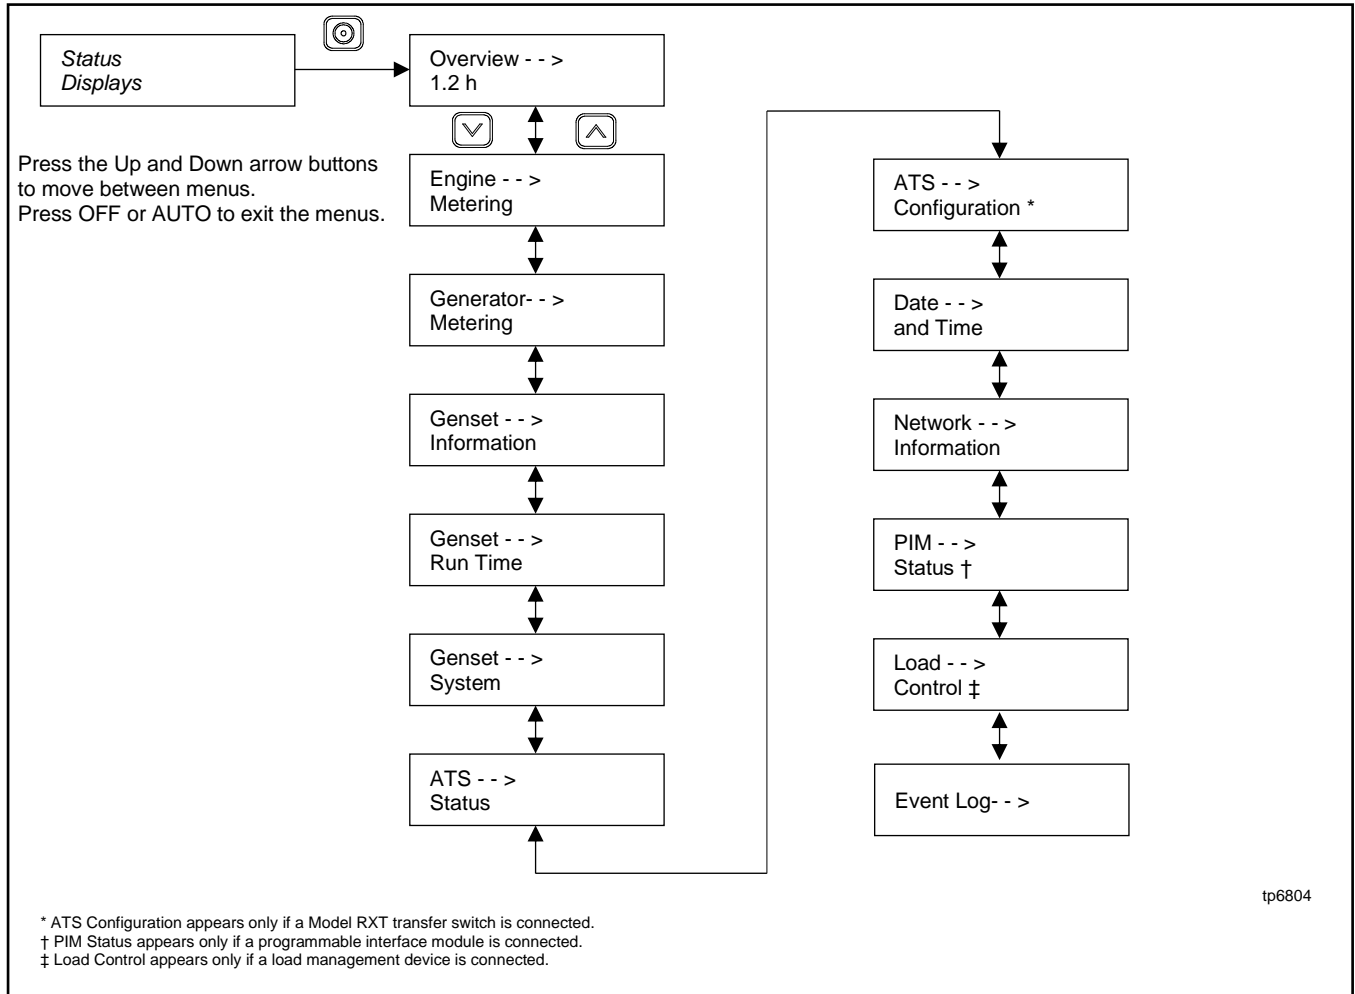 Status
Displays
Overview - - >
1.2 h
Press the Up and Down arrow buttons
to move between menus.
Press OFF or AUTO to exit the menus.
Engine - - >
Metering
Generator- - >
Metering
Genset - - >
Information
Genset - - >
Run Time
Genset - - >
System
ATS - - >
Status
ATS - - >
Configuration *
Date - - >
and Time
Network - - >
Information
PIM - - >
Status †
Load - - >
Control ‡
Event Log- - >
tp6804
* ATS Configuration appears only if a Model RXT transfer switch is connected.
† PIM Status appears only if a programmable interface module is connected.
‡ Load Control appears only if a load management device is connected.